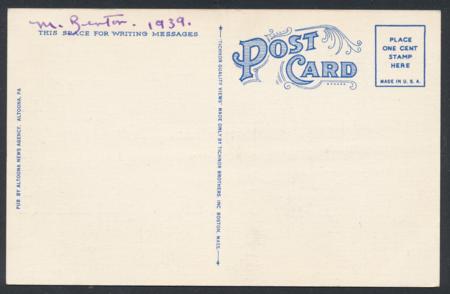 M. Benton. 1939.
THIS SPACE FOR WRITING MESSAGES
POST CARD
PLACE
ONE CENT
STAMP
HERE
MADE IN U.S.A.
PUB. BY ALTOONA NEWS AGENCY, ALTOONA, PA.
"TICHNOR QUALITY VIEWS" MADE ONLY BY TICHNOR BROTHERS, INC. BOSTON, MASS.